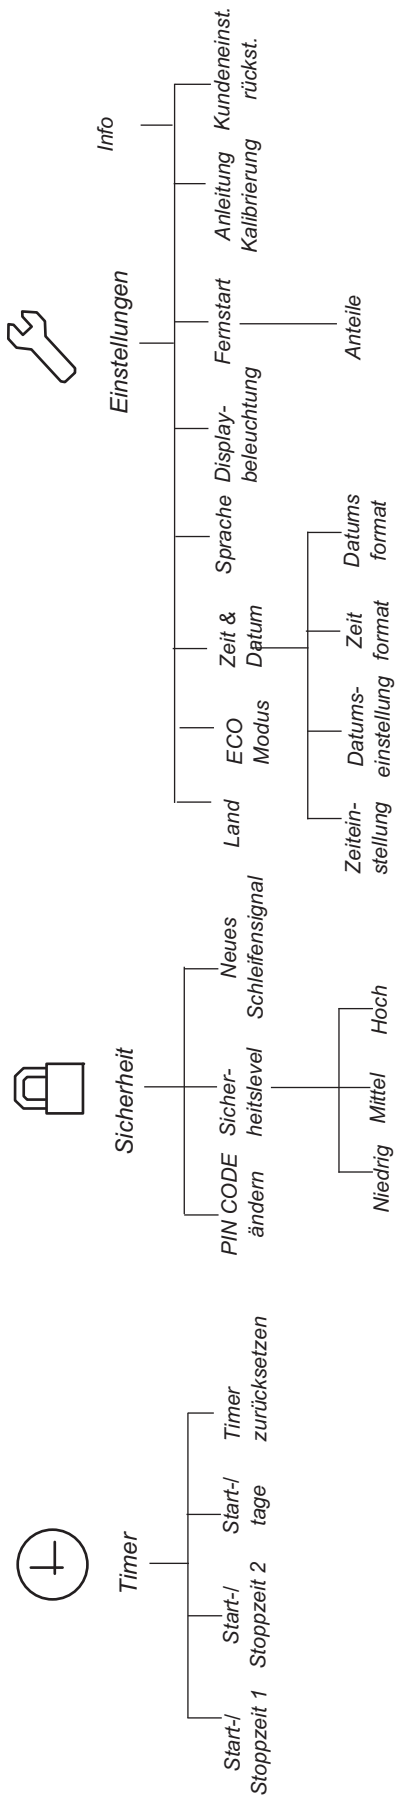 Timer
Start-/
Stoppzeit 1
Start-/
Stoppzeit 2
Start-/
tage
Timer
zurücksetzen
Sicherheit
PIN CODE
ändern
Sicher-
heitslevel
Niedrig
Mittel
Hoch
Neues
Schleifensignal
Einstellungen
Land
ECO
Modus
Zeit &
Datum
Zeitein-
stellung
Datums-
einstellung
Zeit
format
Datums
format
Sprache
Display-
beleuchtung
Fernstart
Anteile
Anleitung
Kalibrierung
Kundeneinst.
rückst.
Info